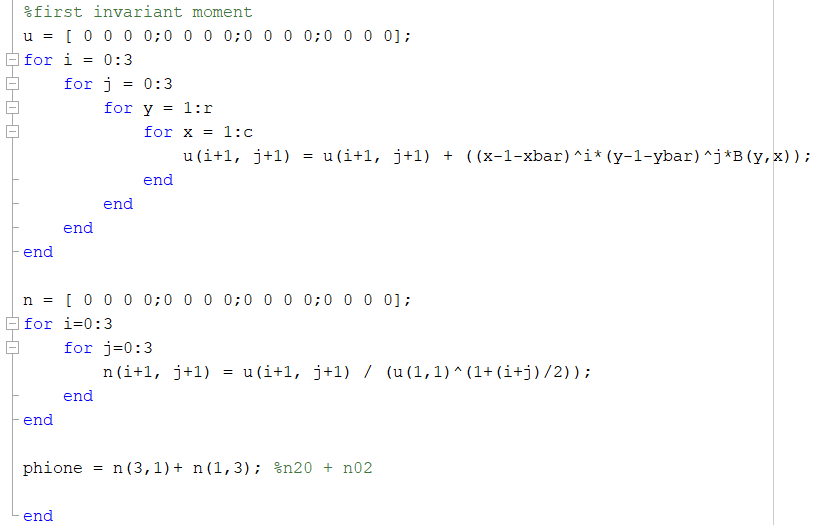 %first invariant moment
u = [ 0 0 0 0;0 0 0 0;0 0 0 0;0 0 0 0];
for i = 0:3
for j = 0:3
for y = 1:r
for x = 1:c
u(i+1, j+1) = u(i+1, j+1) + ((x-1-xbar)^i*(y-1-ybar)^j*B(y,x));
end
end
end
end
n = [ 0 0 0 0;0 0 0 0;0 0 0 0;0 0 0 0];
for i=0:3
for j=0:3
n(i+1, j+1) = u(i+1, j+1) / (u(1,1)^(1+(i+j)/2));
end
end
phione = n(3,1)+ n(1,3); %n20 + n02
end